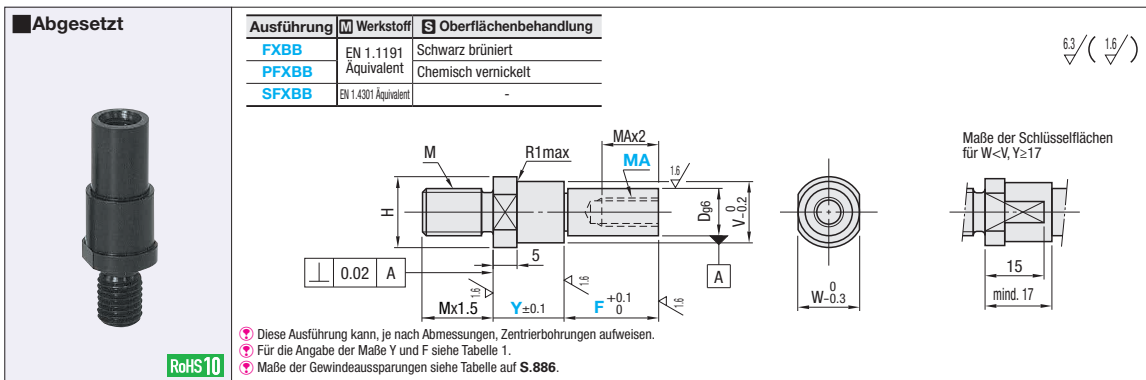 ■Abgesetzt
RoHS10
Ausführung M Werkstoff S Oberflächenbehandlung
FXBB EN 1.1191 Äquivalent Schwarz brüniert
PFXBB Chemisch vernickelt
SFXBB EN 1.4301 Äquivalent -
6.3 ( 1.6 )
M
R1max
MAx2
MA
1.6
H
Dg6
V 0 -0.2
5
⊥ 0.02 A
A
1.6
1.6
1.6
Mx1.5
Y±0.1
F +0.1 0
W 0 -0.3
Maße der Schlüsselflächen
für W<V, Y≥17
15
mind. 17
Diese Ausführung kann, je nach Abmessungen, Zentrierbohrungen aufweisen.
Für die Angabe der Maße Y und F siehe Tabelle 1.
Maße der Gewindeaussparungen siehe Tabelle auf S.886.